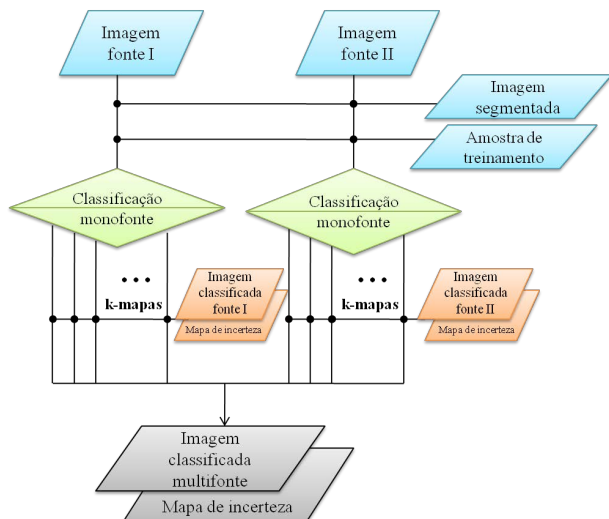 Imagem
fonte I
Imagem
fonte II
Imagem
segmentada
Amostra de
treinamento
Classificação
monofonte
Classificação
monofonte
...
k-mapas
Imagem
classificada
fonte I
Mapa de incerteza
...
k-mapas
Imagem
classificada
fonte II
Mapa de incerteza
Imagem
classificada
multifonte
Mapa de incerteza